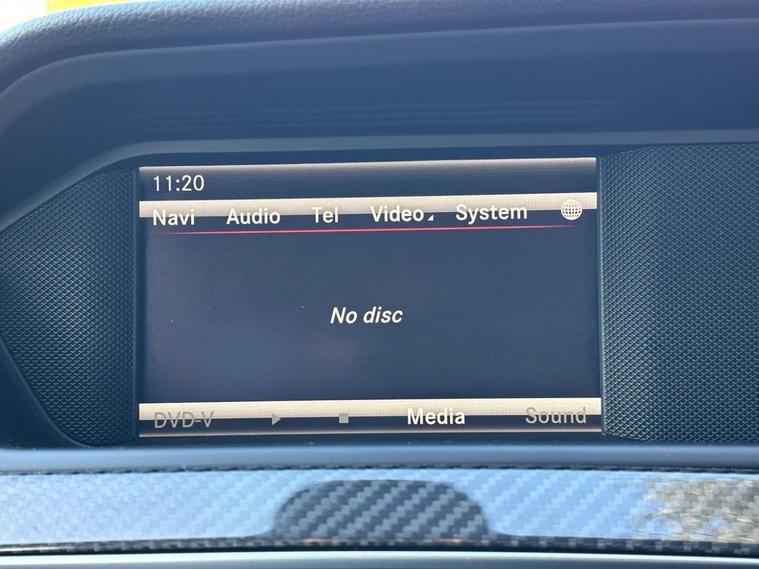 11:20
Navi Audio Tel Video System
No disc
DVD-V Media Sound